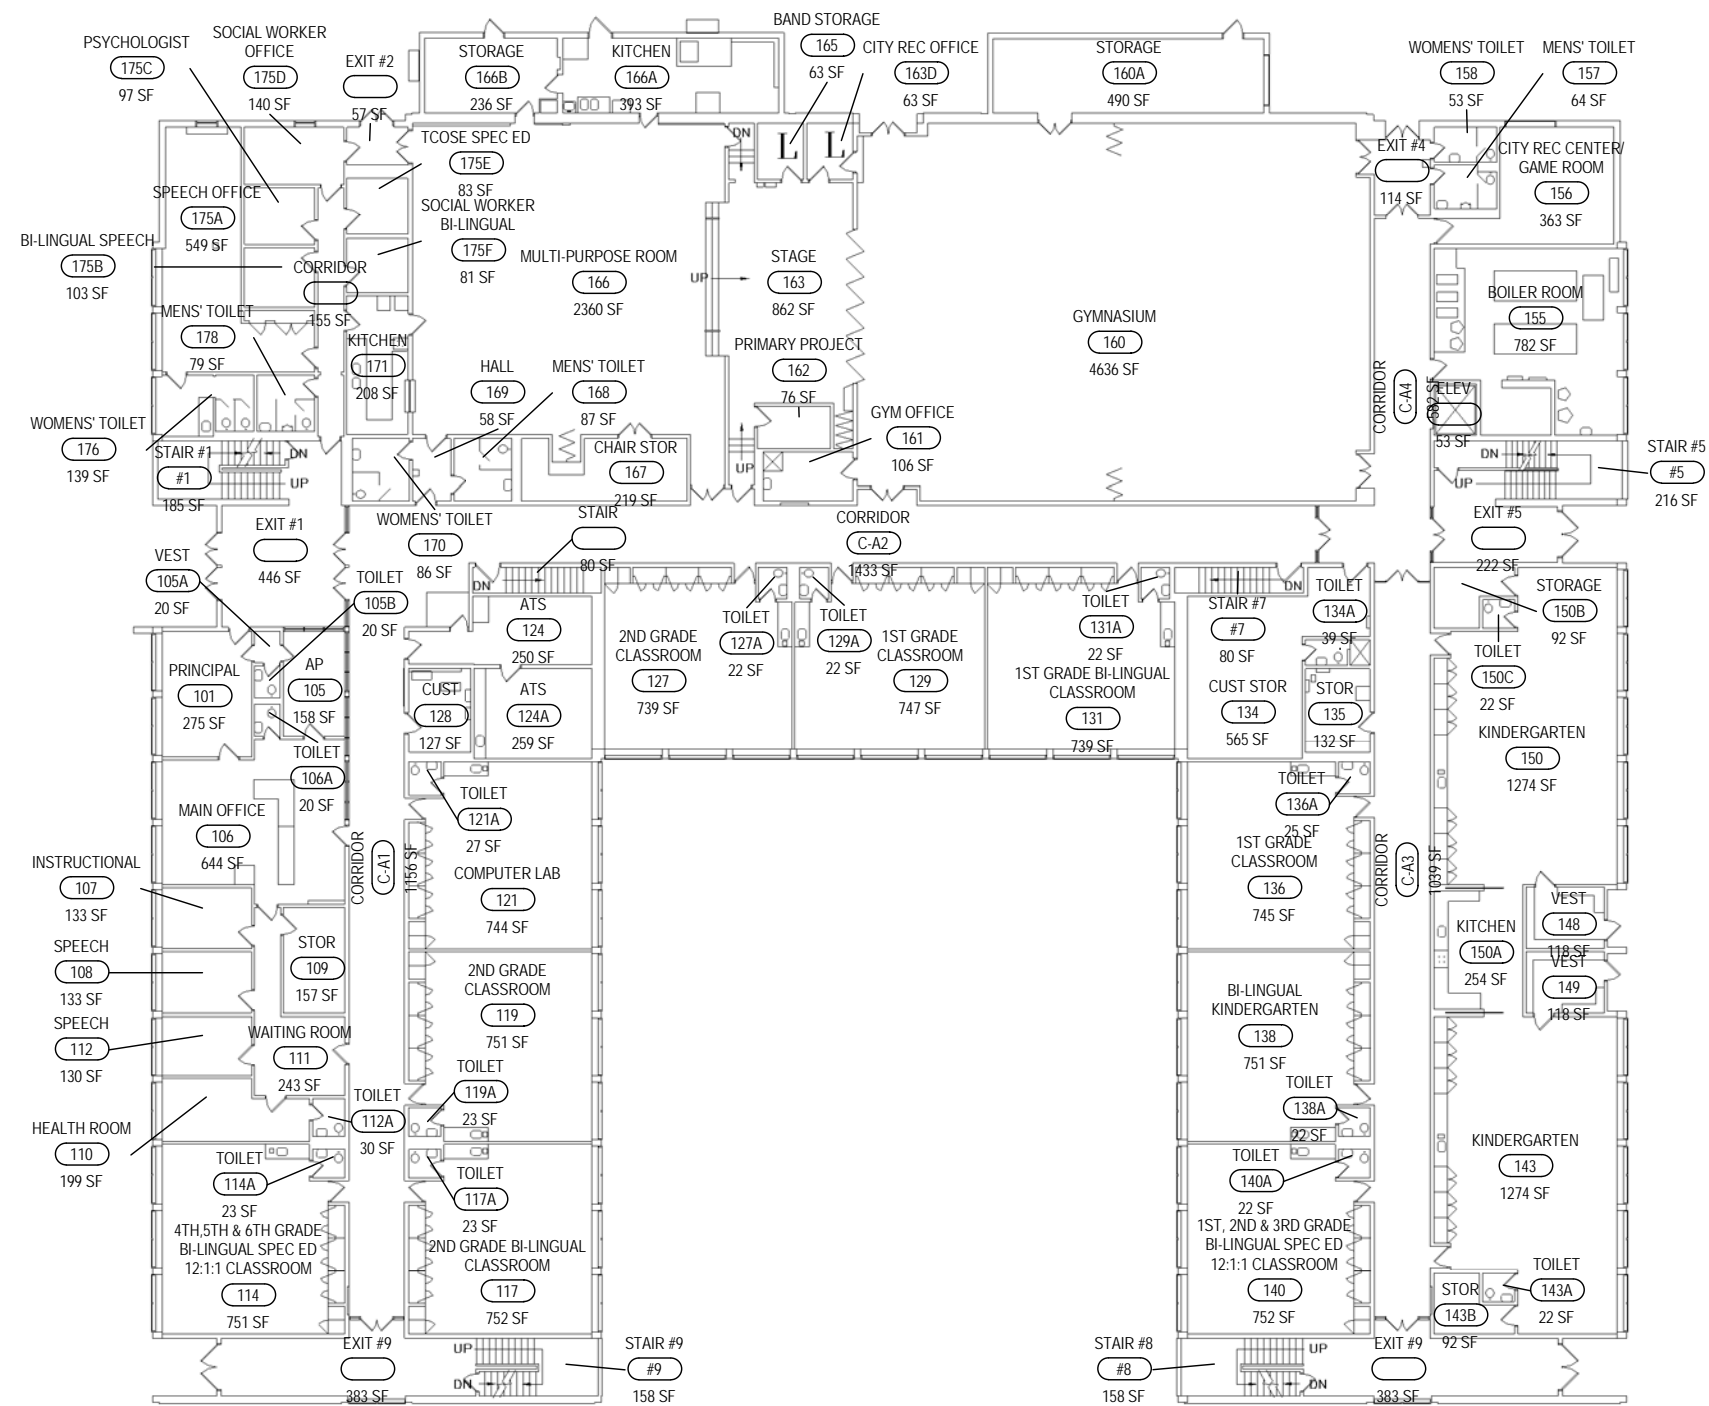 PSYCHOLOGIST
175C
97 SF
SOCIAL WORKER
OFFICE
175D
140 SF
EXIT #2
57 SF
STORAGE
166B
236 SF
KITCHEN
166A
393 SF
BAND STORAGE
165
63 SF
CITY REC OFFICE
163D
63 SF
STORAGE
160A
490 SF
WOMENS' TOILET
158
53 SF
MENS' TOILET
157
64 SF
TCOSE SPEC ED
175E
83 SF
DN
L
L
EXIT #4
114 SF
CITY REC CENTER/
GAME ROOM
156
363 SF
SPEECH OFFICE
175A
549 SF
SOCIAL WORKER
BI-LINGUAL
175F
81 SF
BI-LINGUAL SPEECH
175B
103 SF
CORRIDOR
155 SF
MULTI-PURPOSE ROOM
166
2360 SF
UP
STAGE
163
862 SF
GYMNASIUM
160
4636 SF
BOILER ROOM
155
782 SF
MENS' TOILET
178
79 SF
KITCHEN
171
208 SF
HALL
169
58 SF
MENS' TOILET
168
87 SF
PRIMARY PROJECT
162
76 SF
GYM OFFICE
161
106 SF
CORRIDOR
C-A4
582 SF
ELEV
53 SF
WOMENS' TOILET
176
139 SF
STAIR #1
#1
185 SF
DN
UP
CHAIR STOR
167
219 SF
UP
DN
UP
STAIR #5
#5
216 SF
EXIT #1
446 SF
WOMENS' TOILET
170
86 SF
STAIR
80 SF
CORRIDOR
C-A2
1433 SF
EXIT #5
222 SF
VEST
105A
20 SF
TOILET
105B
20 SF
DN
ATS
124
250 SF
2ND GRADE
CLASSROOM
127
739 SF
TOILET
127A
22 SF
TOILET
129A
22 SF
1ST GRADE
CLASSROOM
129
747 SF
TOILET
131A
22 SF
1ST GRADE BI-LINGUAL
CLASSROOM
131
739 SF
DN
STAIR #7
#7
80 SF
TOILET
134A
39 SF
STORAGE
150B
92 SF
TOILET
150C
22 SF
PRINCIPAL
101
275 SF
AP
105
158 SF
CUST
128
127 SF
ATS
124A
259 SF
CUST STOR
134
565 SF
STOR
135
132 SF
KINDERGARTEN
150
1274 SF
TOILET
106A
20 SF
MAIN OFFICE
106
644 SF
TOILET
121A
27 SF
COMPUTER LAB
121
744 SF
TOILET
136A
25 SF
1ST GRADE
CLASSROOM
136
745 SF
CORRIDOR
C-A1
1156 SF
CORRIDOR
C-A3
1039 SF
INSTRUCTIONAL
107
133 SF
SPEECH
108
133 SF
STOR
109
157 SF
VEST
148
118 SF
KITCHEN
150A
254 SF
VEST
149
118 SF
SPEECH
112
130 SF
WAITING ROOM
111
243 SF
2ND GRADE
CLASSROOM
119
751 SF
BI-LINGUAL
KINDERGARTEN
138
751 SF
TOILET
119A
23 SF
TOILET
138A
22 SF
HEALTH ROOM
110
199 SF
TOILET
112A
30 SF
TOILET
114A
23 SF
TOILET
117A
23 SF
TOILET
140A
22 SF
KINDERGARTEN
143
1274 SF
4TH,5TH & 6TH GRADE
BI-LINGUAL SPEC ED
12:1:1 CLASSROOM
114
751 SF
2ND GRADE BI-LINGUAL
CLASSROOM
117
752 SF
1ST, 2ND & 3RD GRADE
BI-LINGUAL SPEC ED
12:1:1 CLASSROOM
140
752 SF
STOR
143B
92 SF
TOILET
143A
22 SF
EXIT #9
383 SF
UP
DN
STAIR #9
#9
158 SF
STAIR #8
#8
158 SF
UP
DN
EXIT #9
383 SF